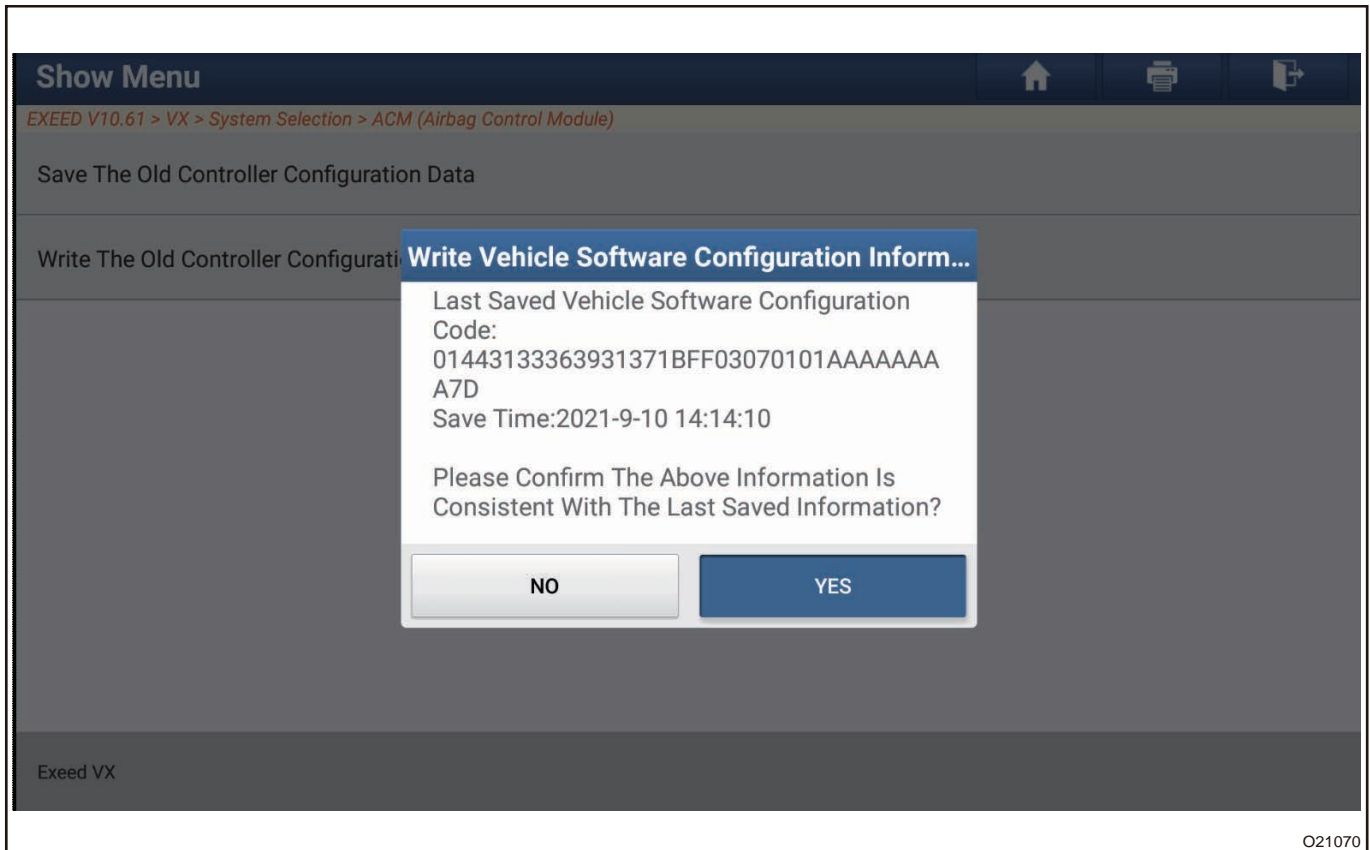 Show Menu
EXEED V10.61 > VX > System Selection > ACM (Airbag Control Module)
Save The Old Controller Configuration Data
Write The Old Controller Configurati
Write Vehicle Software Configuration Inform...
Last Saved Vehicle Software Configuration
Code:
01443133363931371BFF03070101AAAAAAA
A7D
Save Time:2021-9-10 14:14:10
Please Confirm The Above Information Is
Consistent With The Last Saved Information?
NO
YES
Exeed VX
O21070